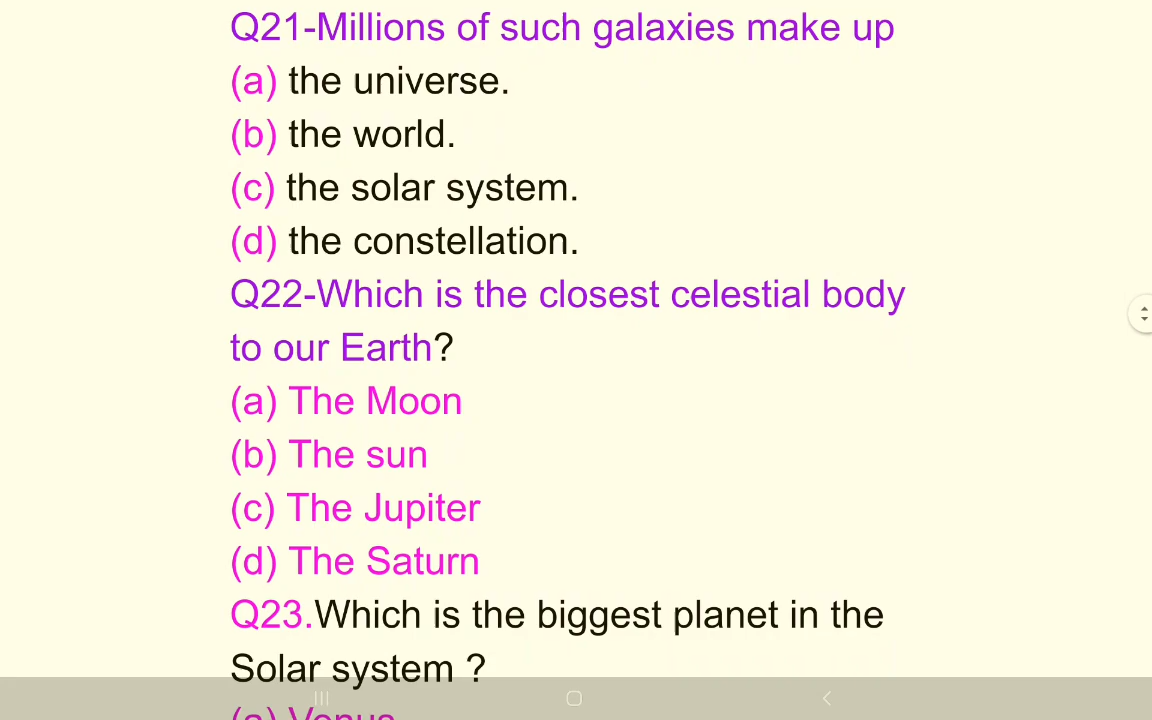 Q21-Millions of such galaxies make up
(a) the universe.
(b) the world.
(c) the solar system.
(d) the constellation.
Q22-Which is the closest celestial body
to our Earth?
(a) The Moon
(b) The sun
(c) The Jupiter
(d) The Saturn
Q23.Which is the biggest planet in the
Solar system ?
(a) Venus